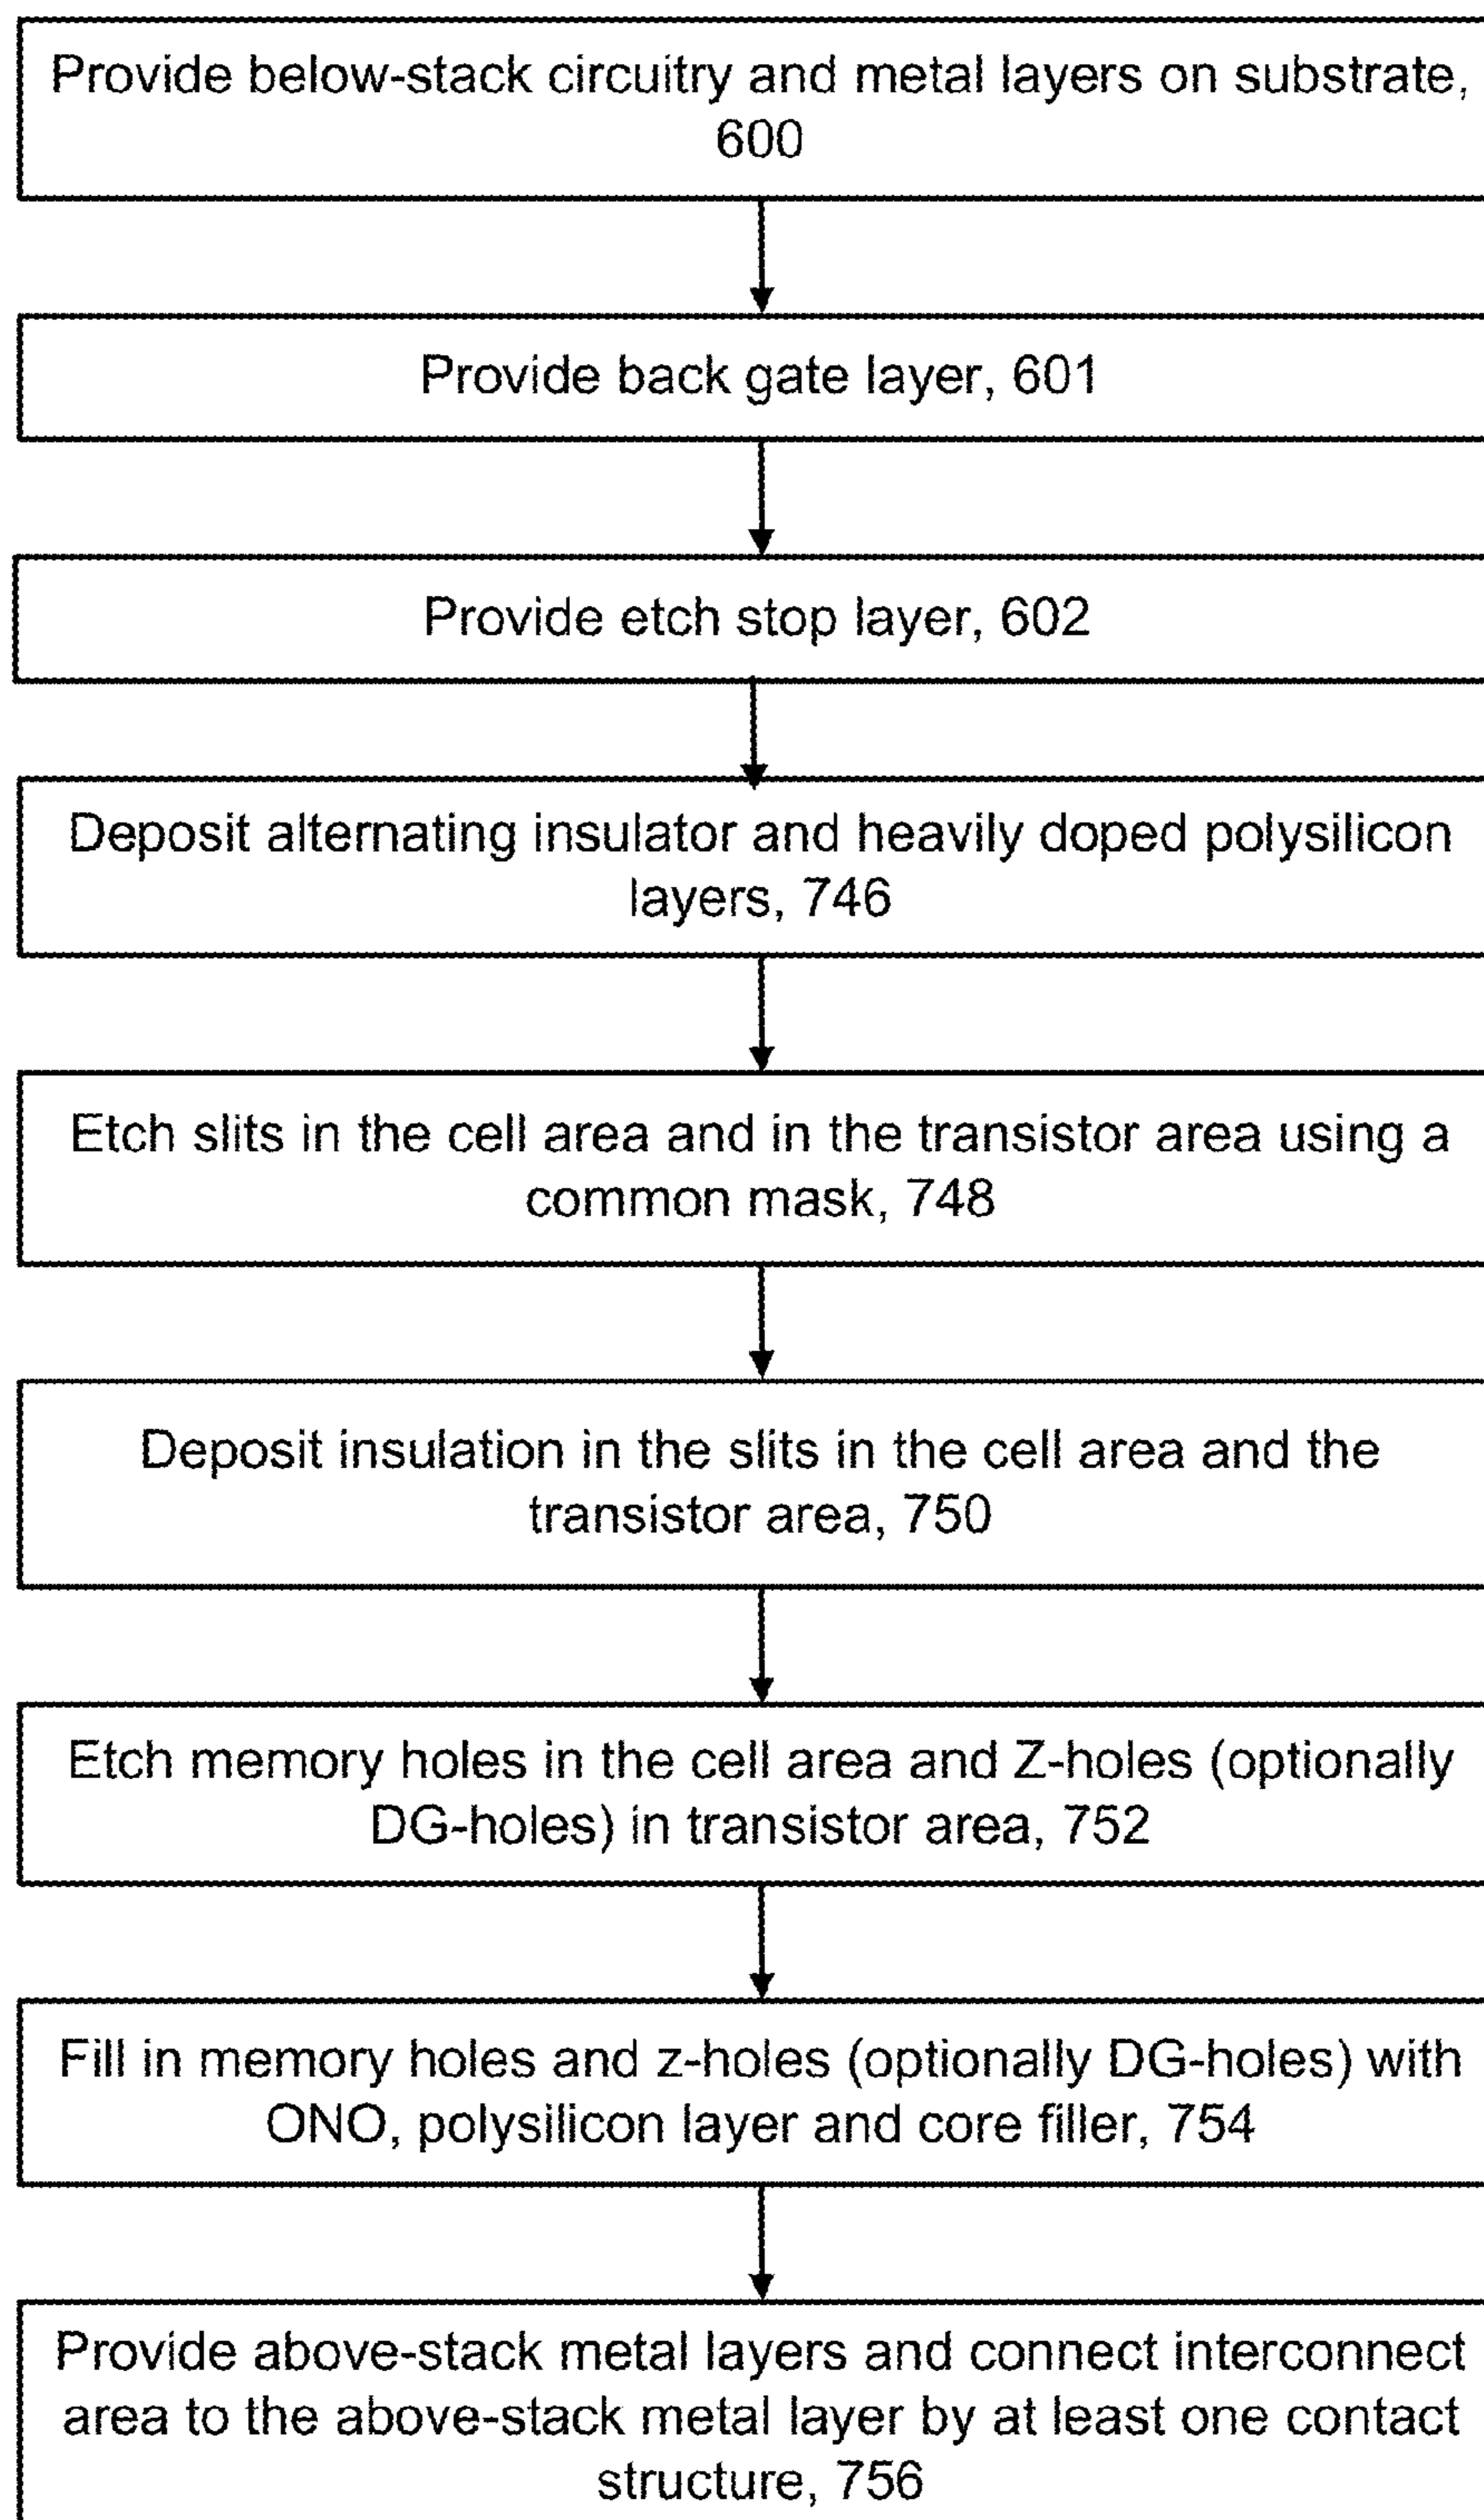 Provide below-stack circuitry and metal layers on substrate,
600
Provide back gate layer, 601
Provide etch stop layer, 602
Deposit alternating insulator and heavily doped polysilicon
layers, 746
Etch slits in the cell area and in the transistor area using a
common mask, 748
Deposit insulation in the slits in the cell area and the
transistor area, 750
Etch memory holes in the cell area and Z-holes (optionally
DG-holes) in transistor area, 752
Fill in memory holes and z-holes (optionally DG-holes) with
ONO, polysilicon layer and core filler, 754
Provide above-stack metal layers and connect interconnect
area to the above-stack metal layer by at least one contact
structure, 756